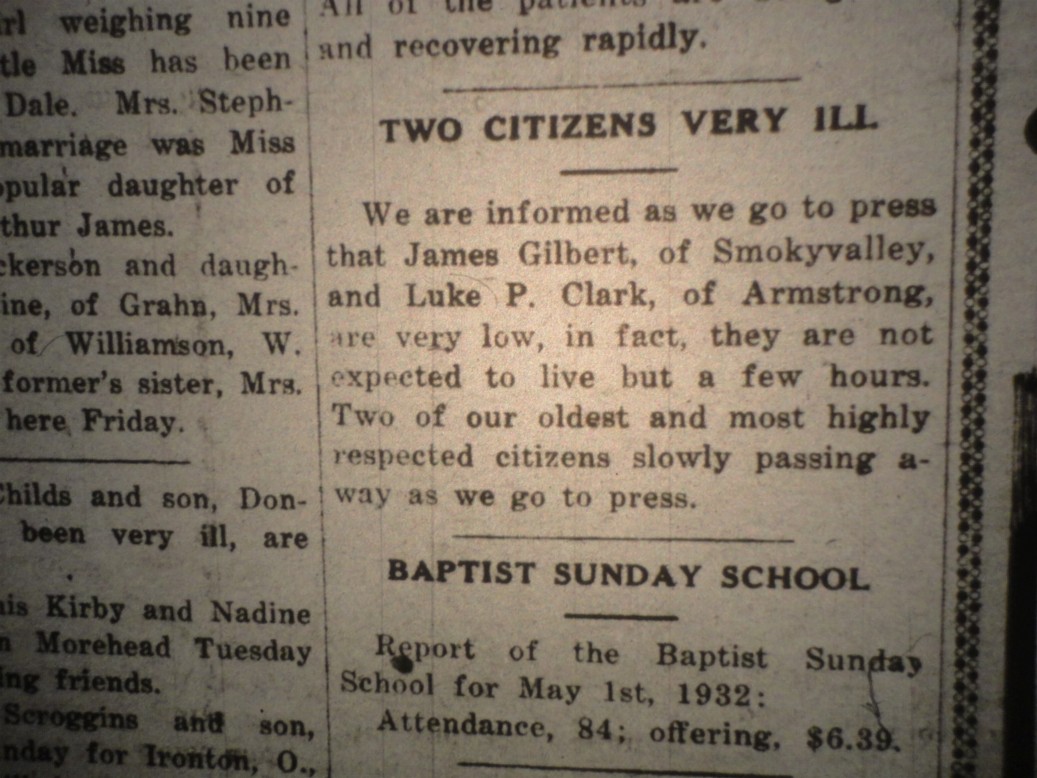 weighing nine
Miss has been
Dale. Mrs. Steph-
marriage was Miss
daughter of
James.
and daugh-
of Grahn, Mrs.
of Williamson, W.
former's sister, Mrs.
here Friday.
Childs and son, Don-
been very ill, are
Kirby and Nadine
Morehead Tuesday
friends.
Scroggins and son,
for Ironton, O.,
All of the patients are
and recovering rapidly.
TWO CITIZENS VERY ILL
We are informed as we go to press
that James Gilbert, of Smokyvalley,
and Luke P. Clark, of Armstrong,
are very low, in fact, they are not
expected to live but a few hours.
Two of our oldest and most highly
respected citizens slowly passing a-
way as we go to press.
BAPTIST SUNDAY SCHOOL
Report of the Baptist Sunday
School for May 1st, 1932:
Attendance, 84; offering, $6.39.